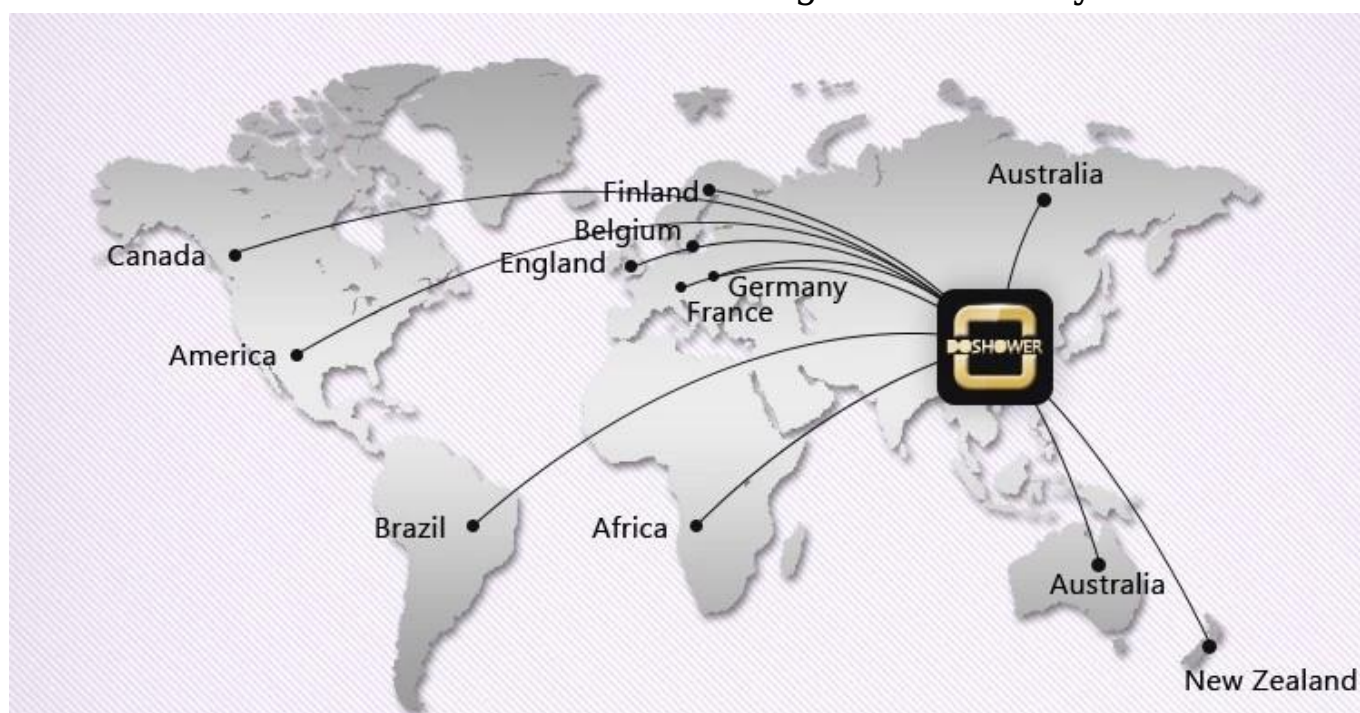 Australia
Finland
Belgium
Canada
England
Germany
France
DOSHOWER
America
Brazil
Africa
Australia
New Zealand